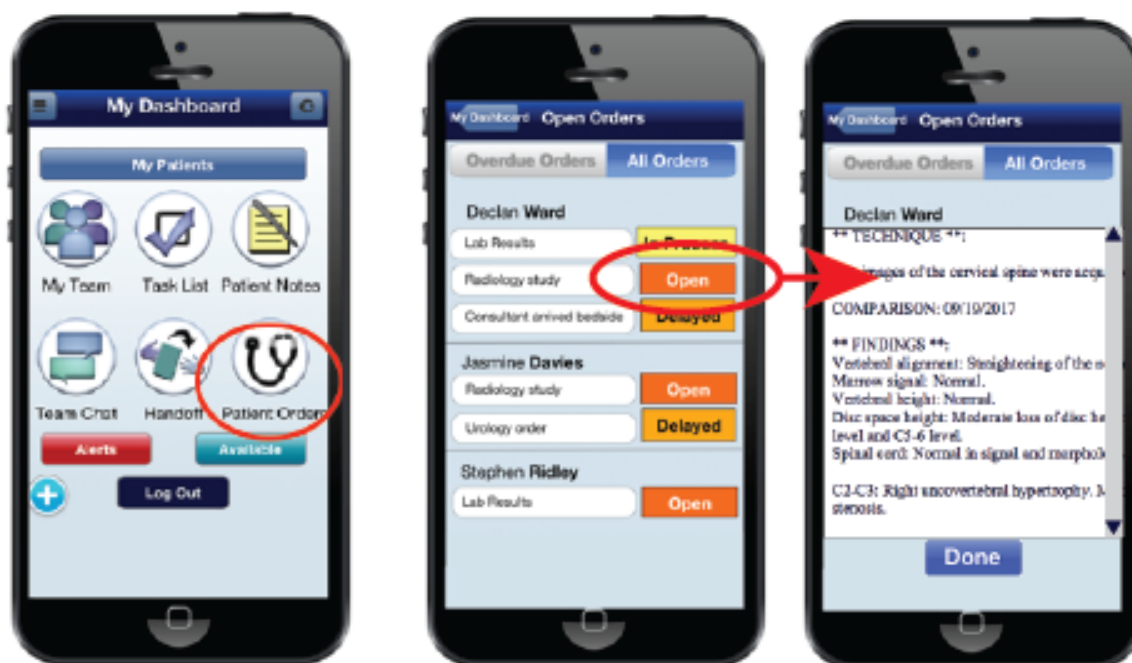 My Dashboard
My Patients
My Team Task List Patient Notes
Team Chat Handoff Patient Orders
Alerts Available
Log Out
My Dashboard Open Orders
Overdue Orders All Orders
Declan Ward
Lab Results In Process
Radiology study Open
Consultant arrived bedside Delayed
Jasmine Davies
Radiology study Open
Urology order Delayed
Stephen Ridley
Lab Results Open
My Dashboard Open Orders
Overdue Orders All Orders
Declan Ward
** TECHNIQUE **:
images of the cervical spine were acqu
COMPARISON: 09/19/2017
** FINDINGS **:
Vertebral alignment: Straightening of the
Marrow signal: Normal.
Vertebral height: Normal.
Disc space height: Moderate loss of disc he
level and C5-6 level.
Spinal cord: Normal in signal and morphol
C2-C3: Right uncovertebral hypertrophy.
stenosis.
Done